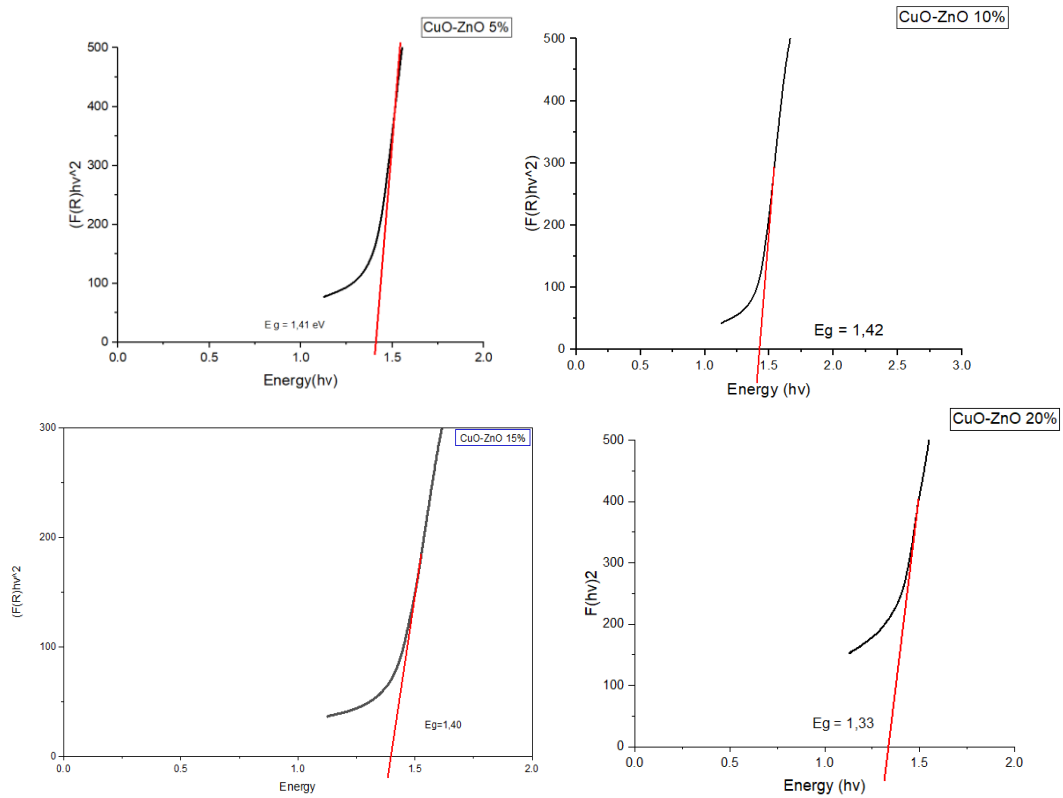 CuO-ZnO 5%
500
400
300
200
100
0
(F(R)hv^2)
E g = 1,41 eV
0.0 0.5 1.0 1.5 2.0
Energy(hv)
CuO-ZnO 10%
500
400
300
200
100
0
(F(R)hv^2)
Eg = 1,42
0.0 0.5 1.0 1.5 2.0 2.5 3.0
Energy (hv)
CuO-ZnO 15%
300
200
100
0
(F(R)hv^2
Eg=1,40
0.0 0.5 1.0 1.5 2.0
Energy
CuO-ZnO 20%
500
400
300
200
100
0
F(hv)2
Eg = 1,33
0.0 0.5 1.0 1.5 2.0
Energy (hv)